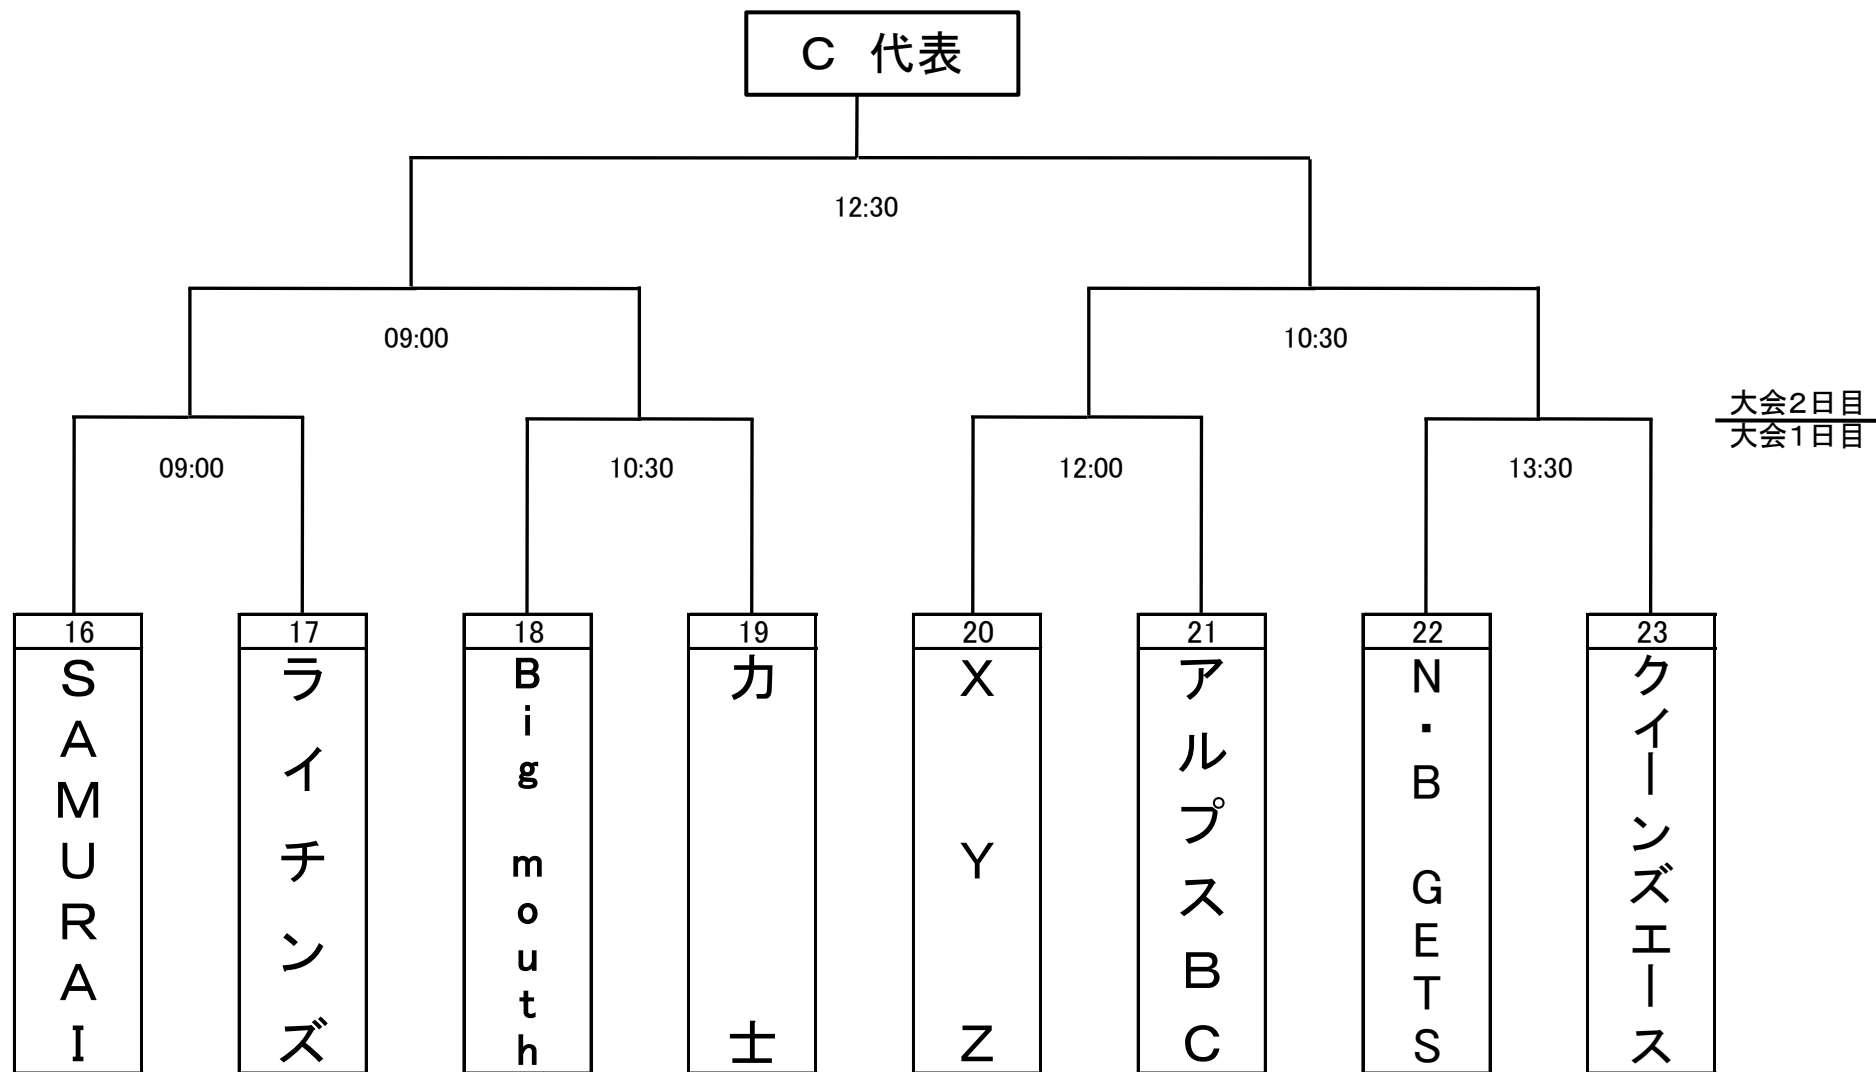 C 代表
12:30
09:00
10:30
大会2日目
大会1日目
09:00
10:30
12:00
13:30
16
17
18
19
20
21
22
23
SAMURAI
ライチンズ
Big mouth
力士
XYZ
アルプスBC
N・B GETS
クイーンズエース